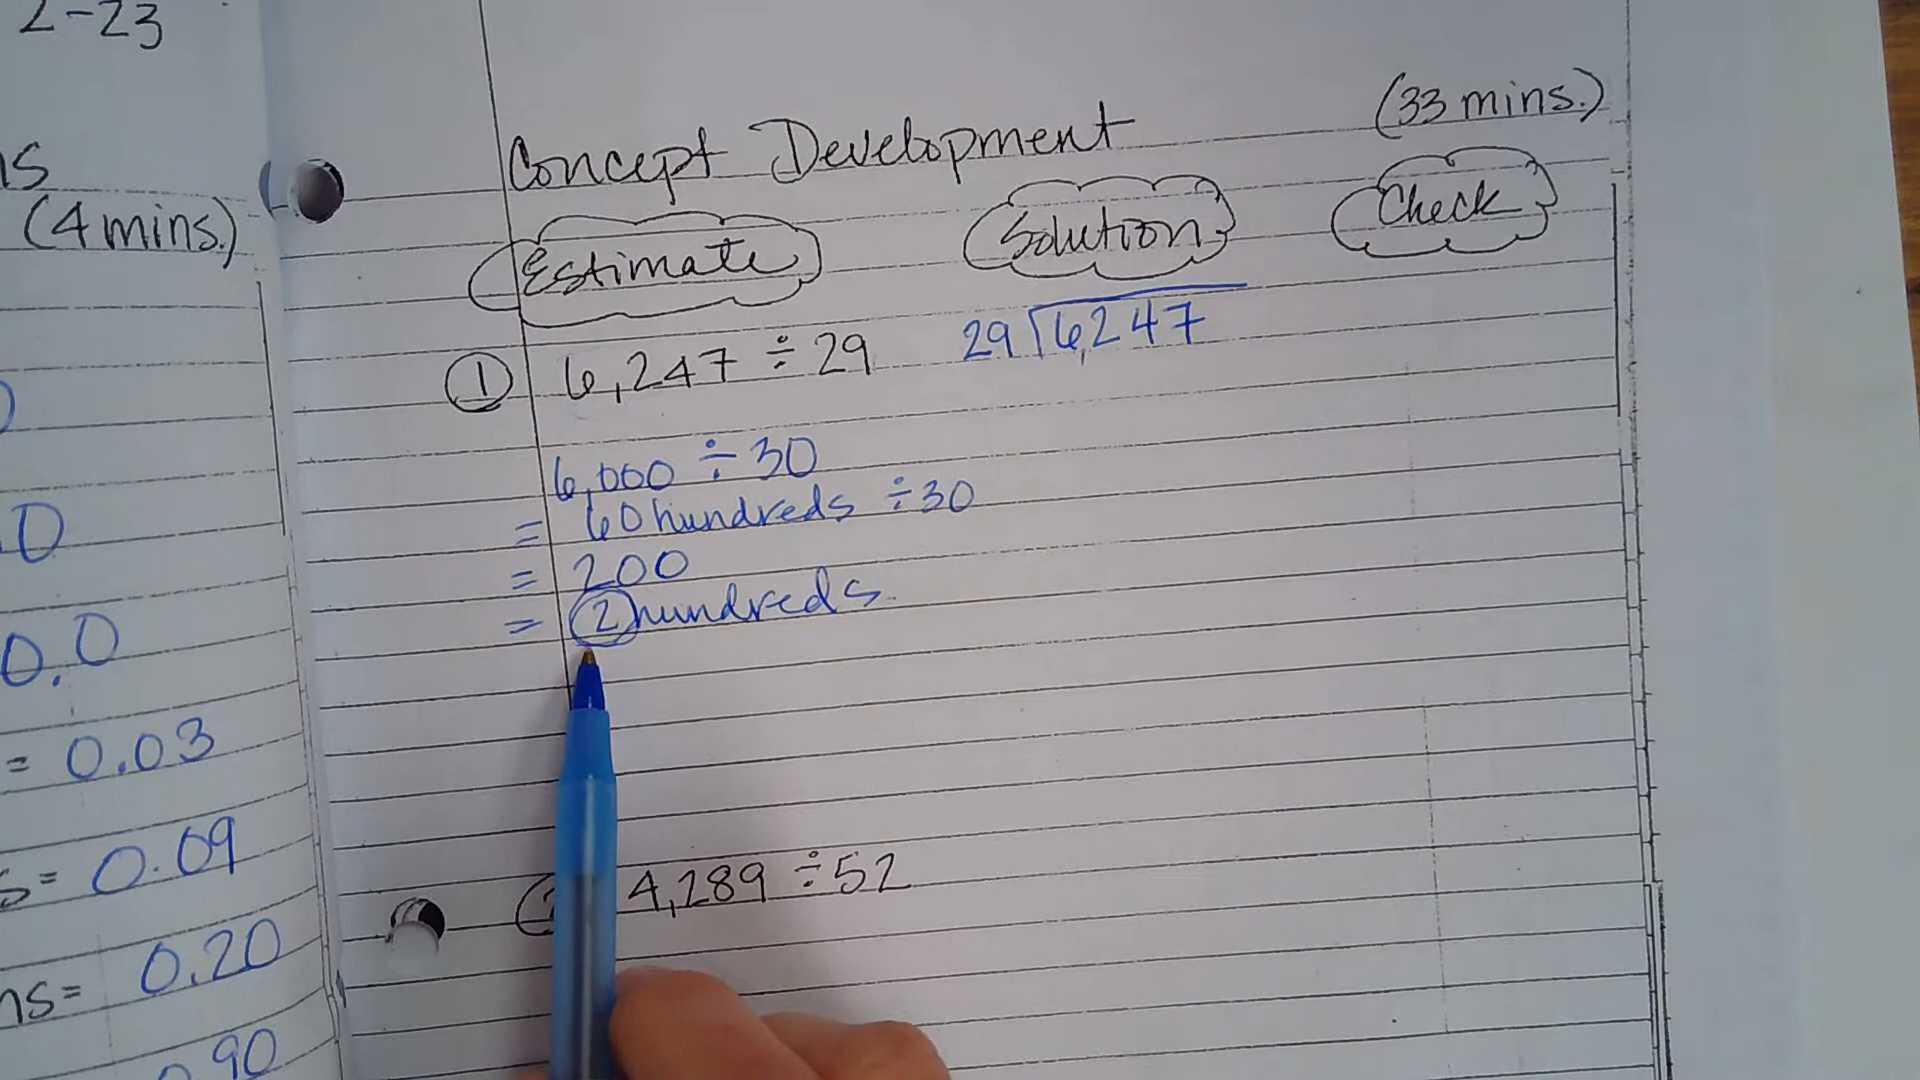 2-23
(4 mins.)
0.0
= 0.03
= 0.09
= 0.20
Concept Development
(33 mins.)
Estimate
Solution
Check
① 6,247 ÷ 29
29 6,247
6,000 ÷ 30
= 60 hundreds ÷ 30
= 200
= 2 hundreds
4,289 ÷ 52